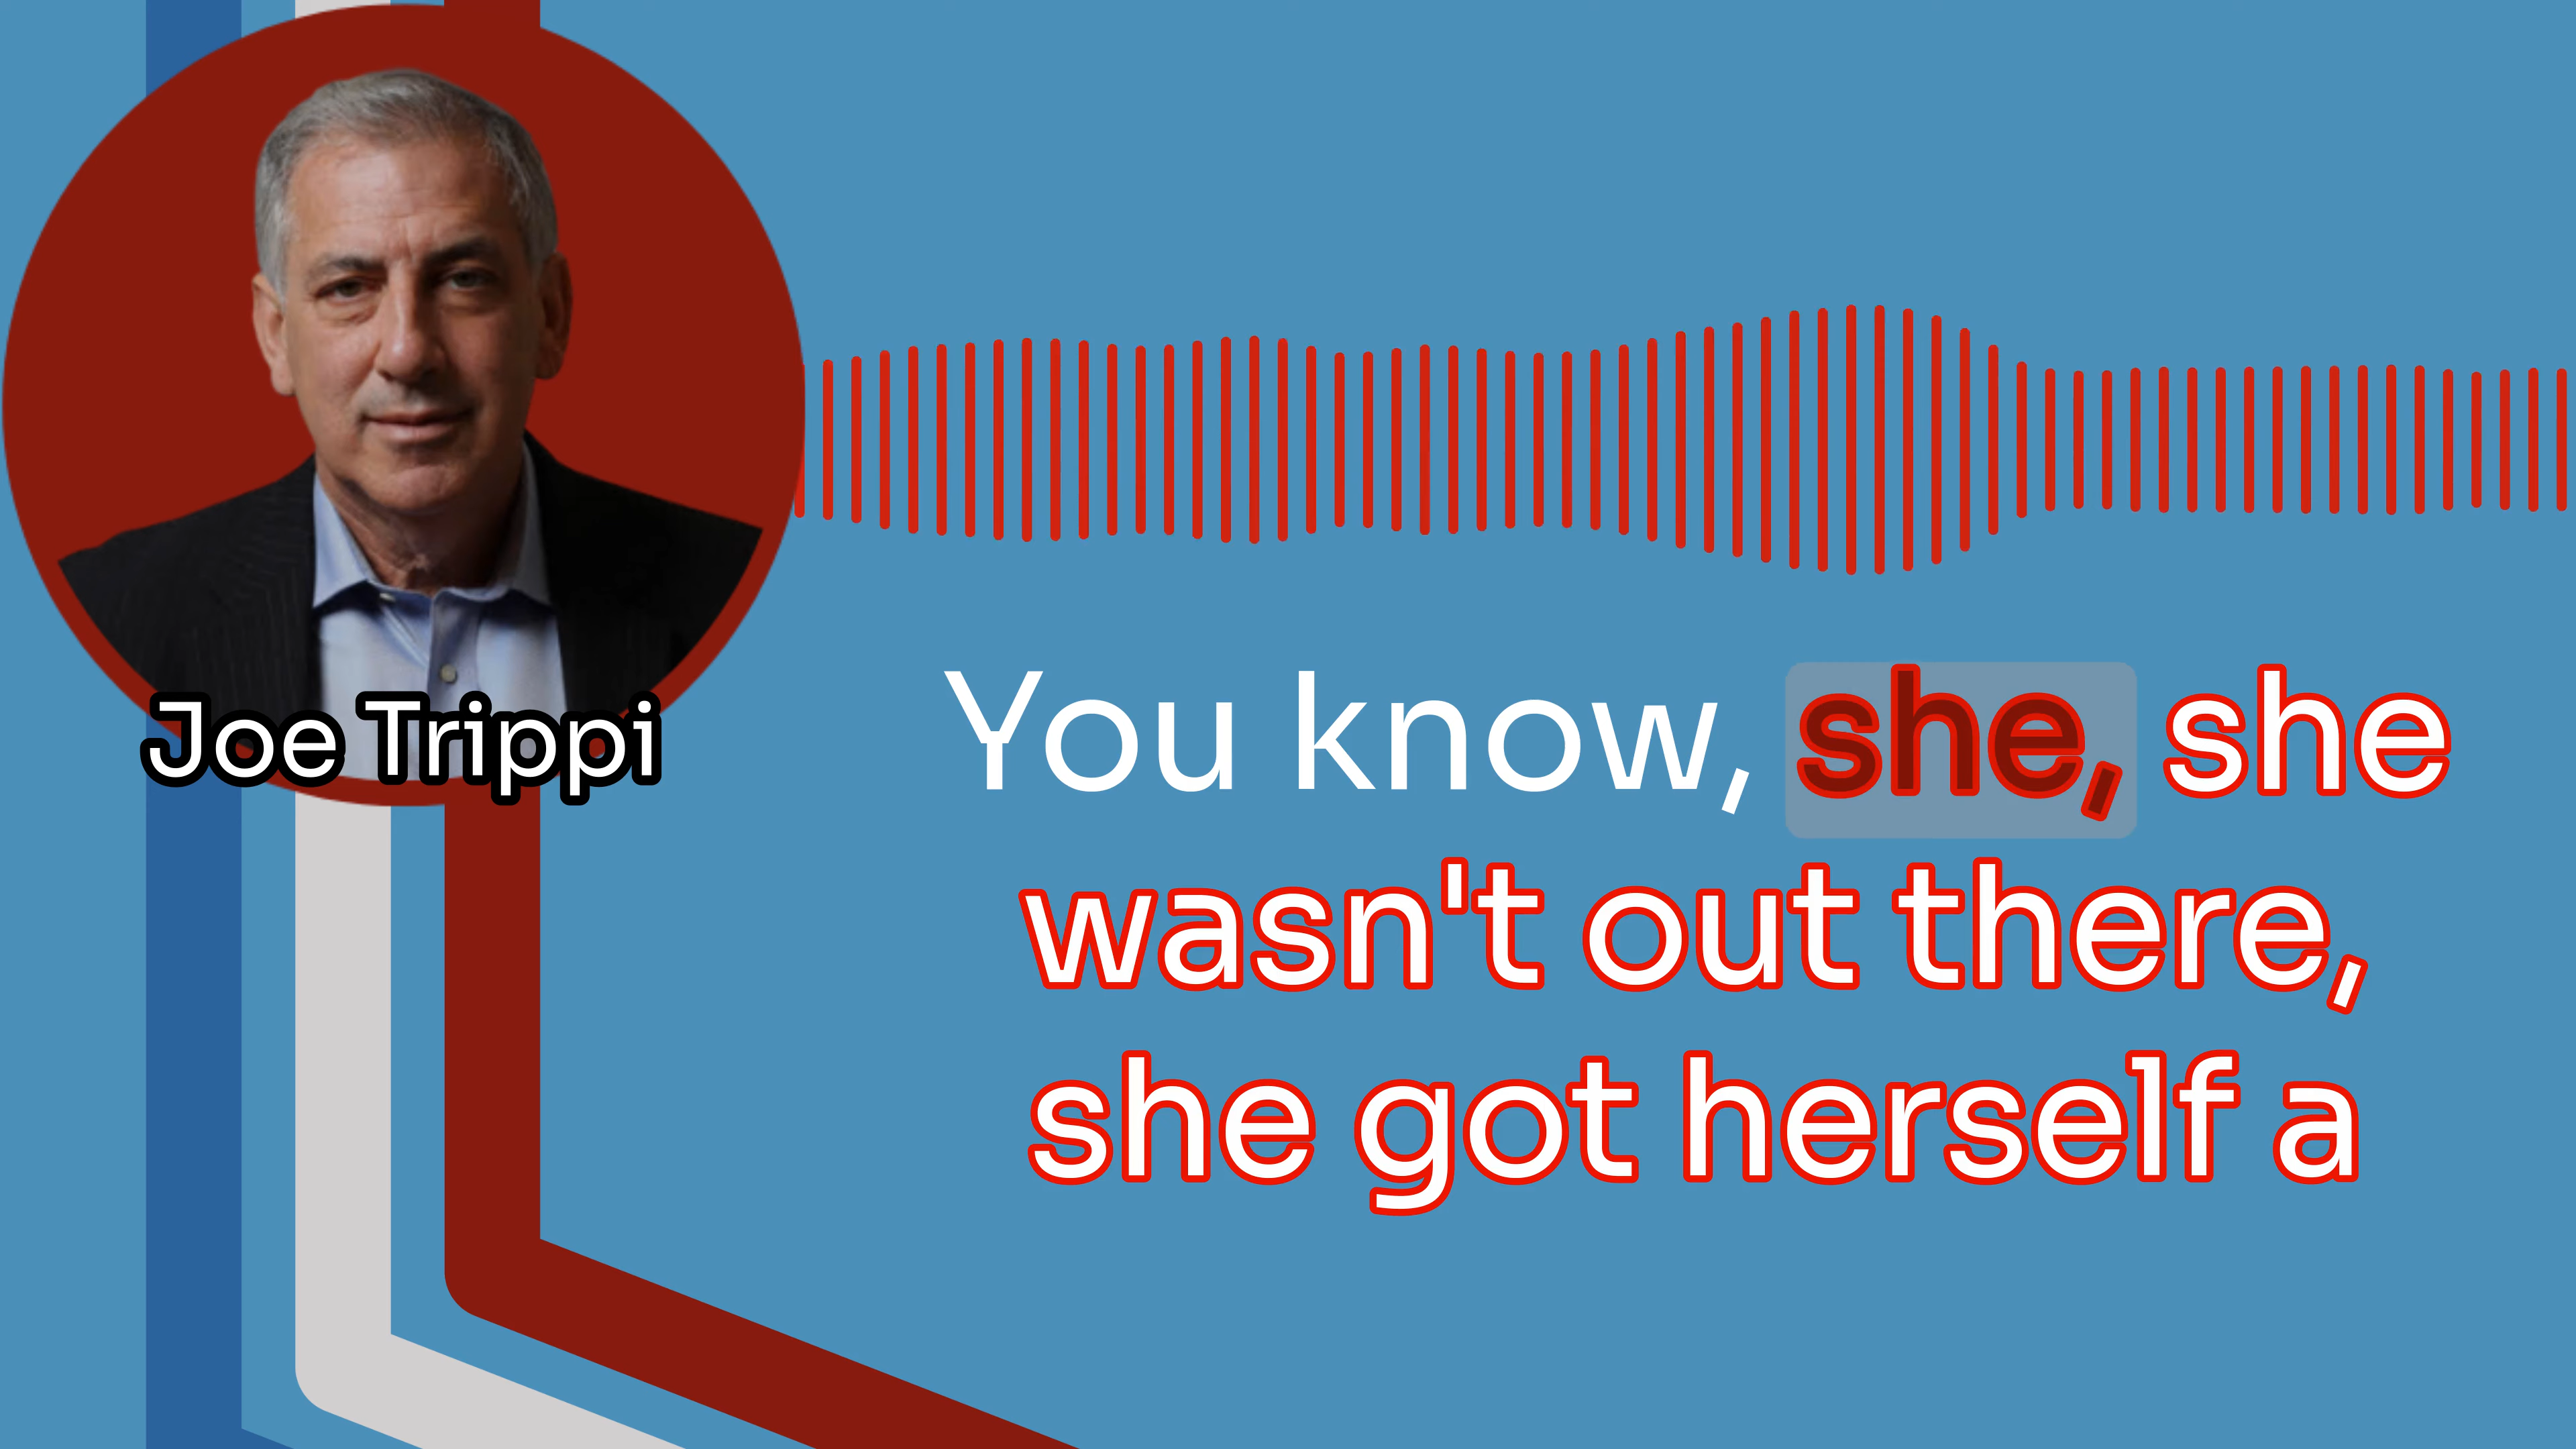 Joe Trippi
You know, she, she
wasn't out there,
she got herself a